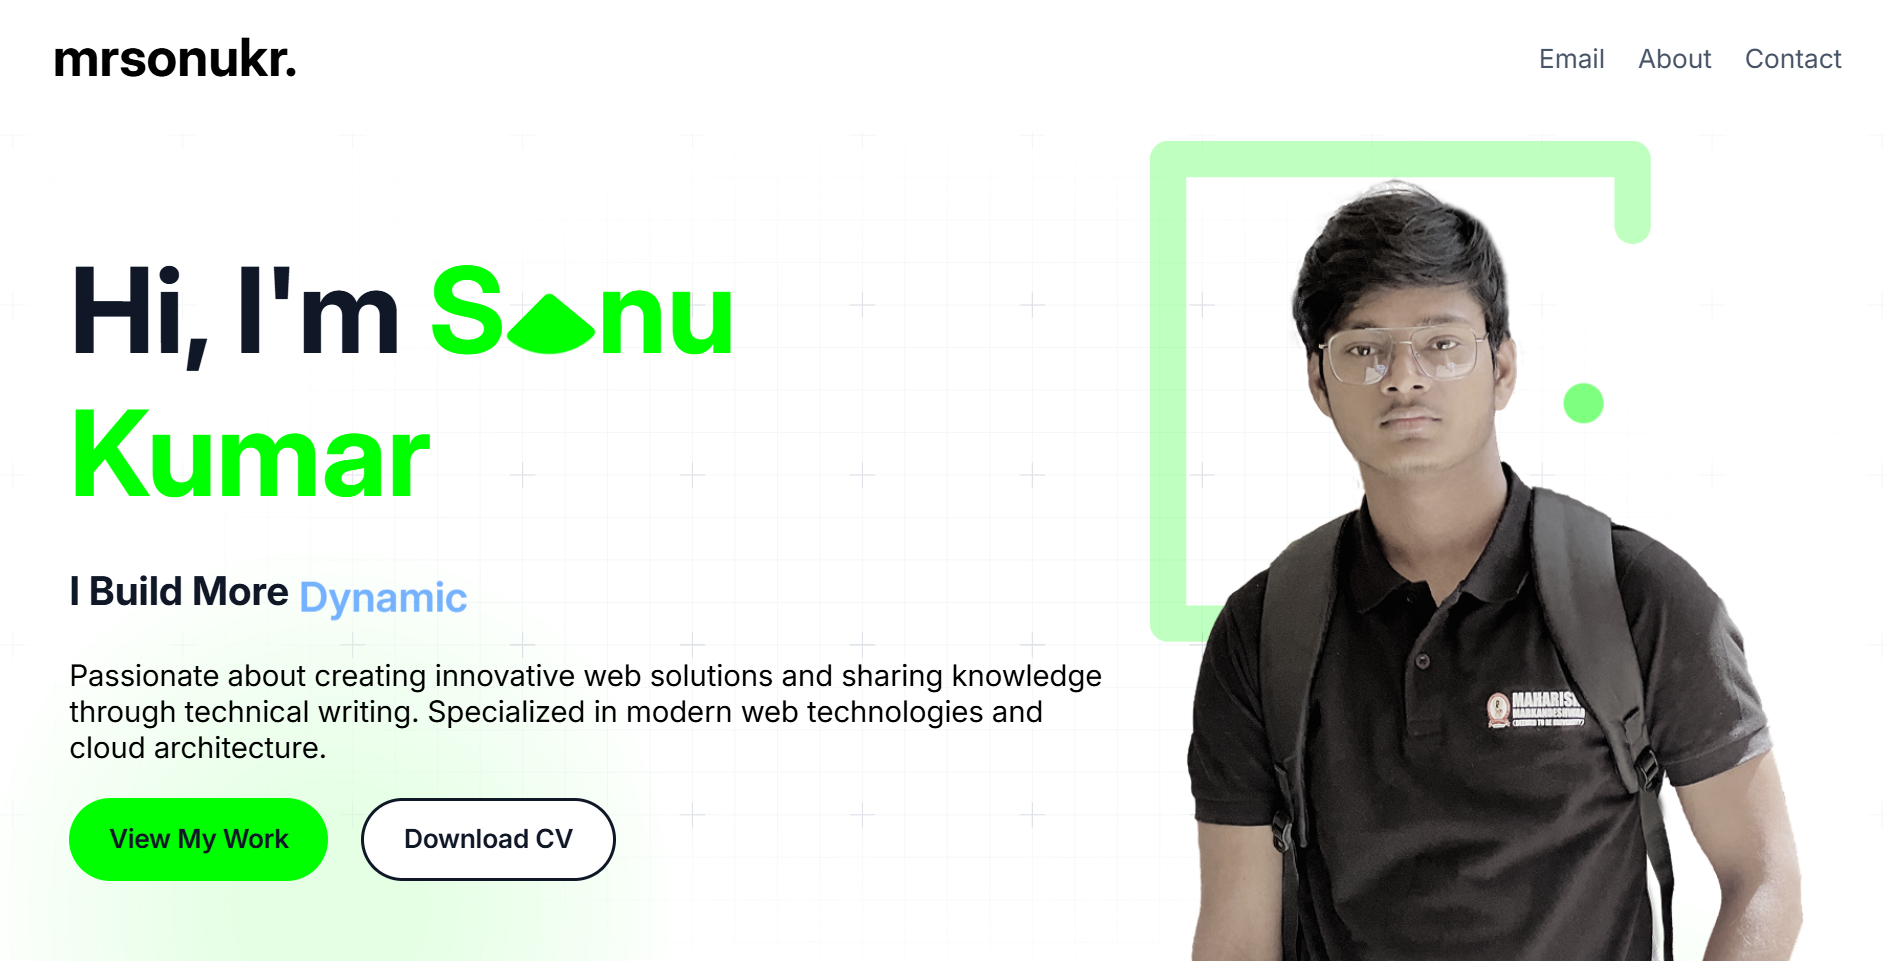 mrsonukr.
Email About Contact
Hi, I'm Sonu
Kumar
I Build More Dynamic
Passionate about creating innovative web solutions and sharing knowledge
through technical writing. Specialized in modern web technologies and
cloud architecture.
View My Work Download CV